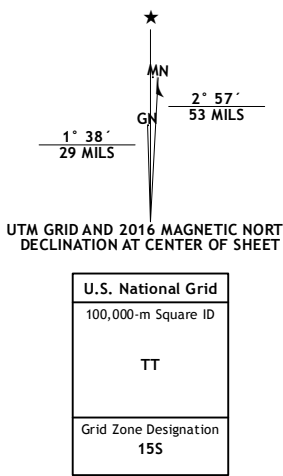 ★
MN
GN
1° 38´
29 MILS
2° 57´
53 MILS
UTM GRID AND 2016 MAGNETIC NORT
DECLINATION AT CENTER OF SHEET
U.S. National Grid
100,000-m Square ID
TT
Grid Zone Designation
15S